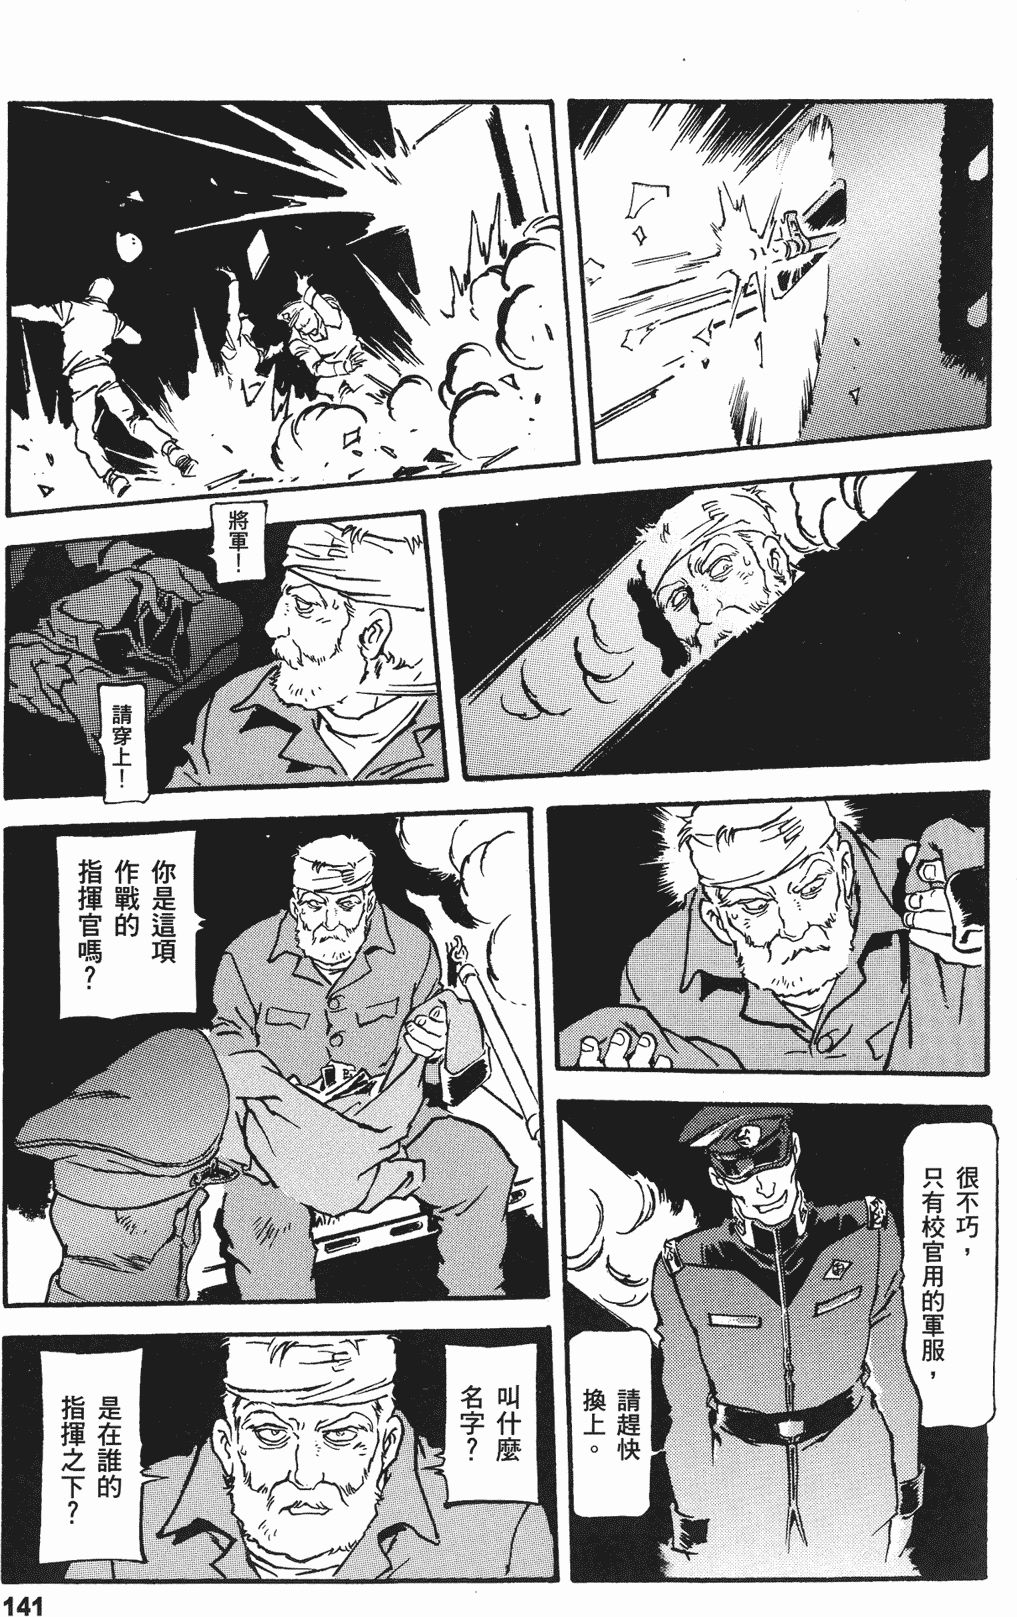 將軍！
請穿上！
你是這項
作戰的
指揮官嗎？
很不巧，
只有校官用的軍服，
請趕快
換上。
叫什麼
名字？
是在誰的
指揮之下？
141